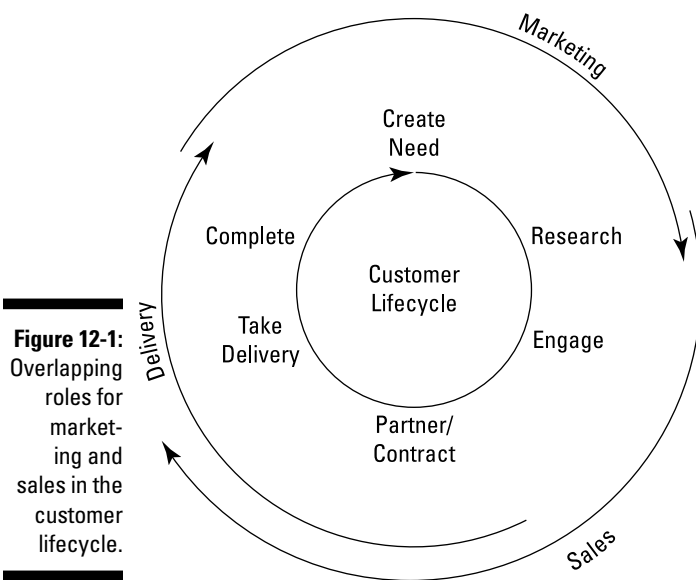 Marketing
Create
Need
Complete
Research
Customer
Lifecycle
Take
Delivery
Engage
Delivery
Partner/
Contract
Sales
Figure 12-1:
Overlapping
roles for
market-
ing and
sales in the
customer
lifecycle.